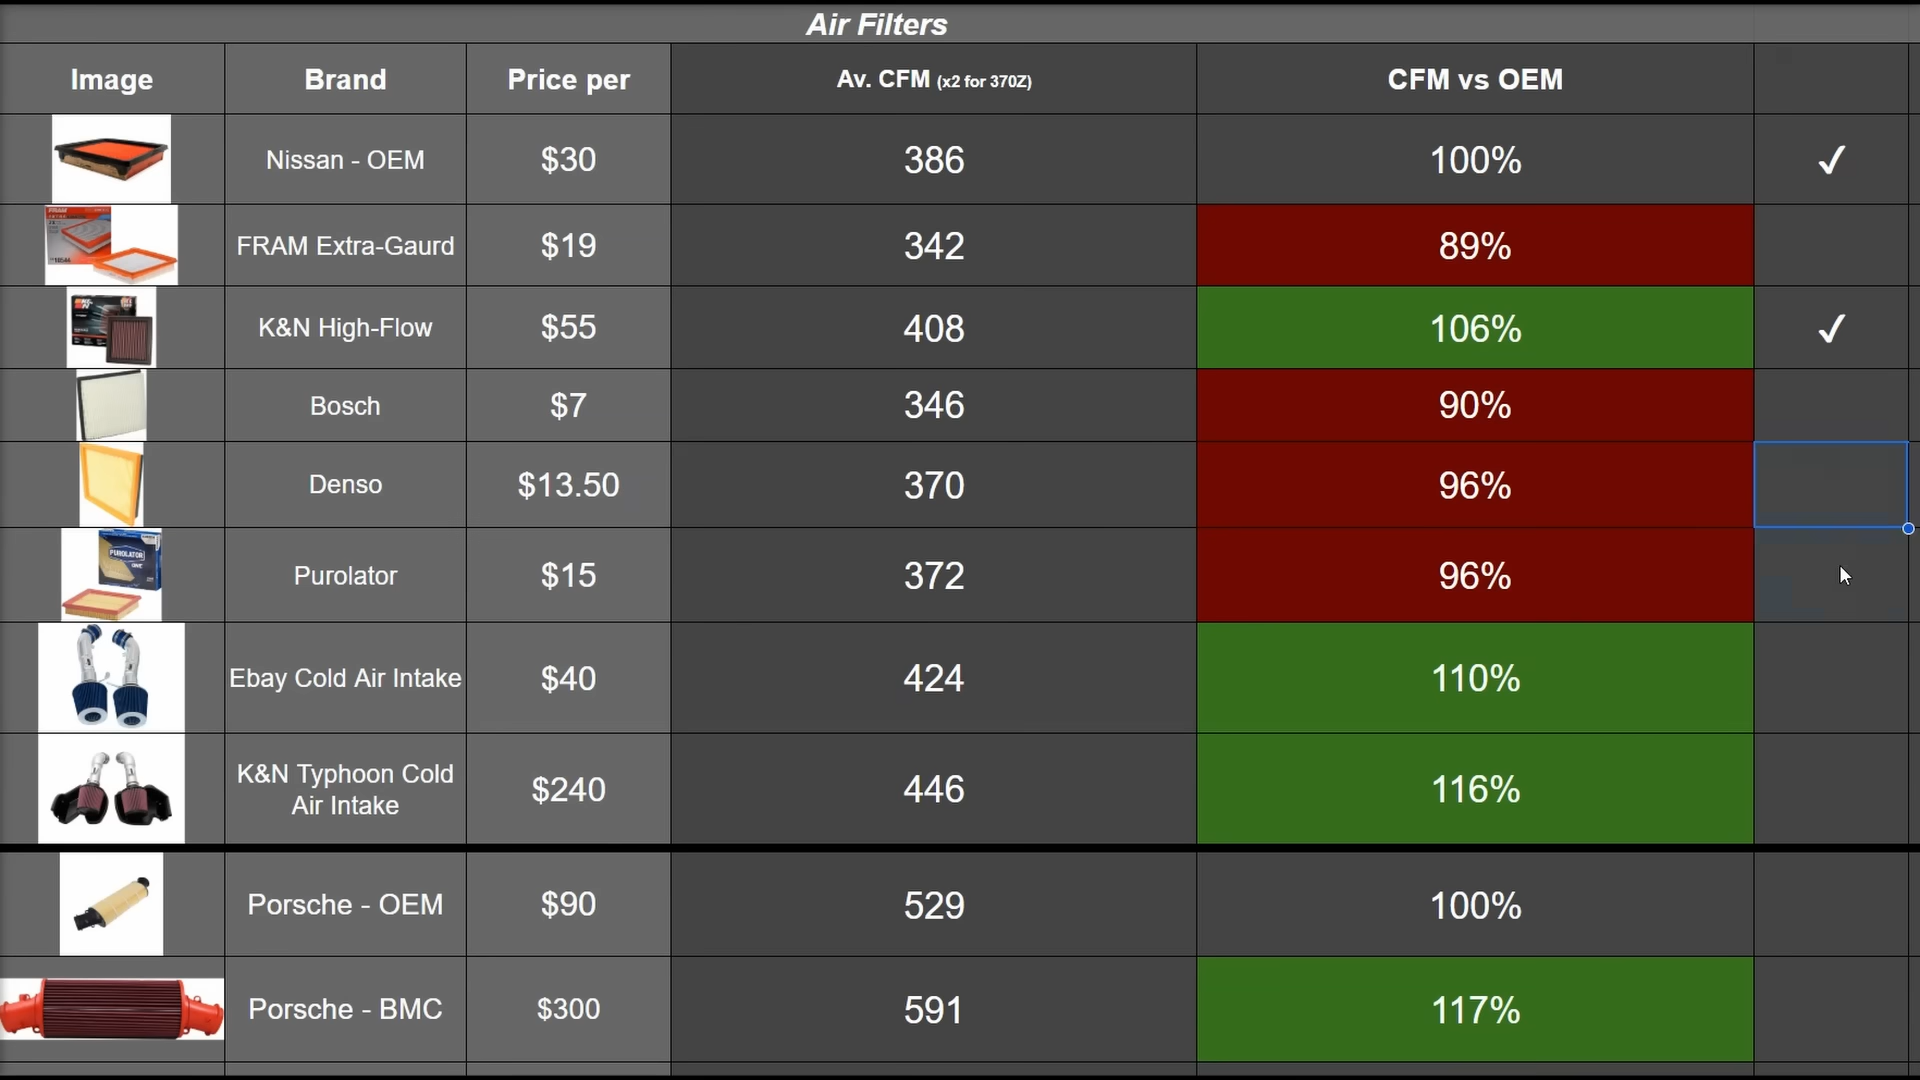 Air Filters
Image Brand Price per Av. CFM (x2 for 370Z) CFM vs OEM
Nissan - OEM $30 386 100% ✓
FRAM Extra-Gaurd $19 342 89%
K&N High-Flow $55 408 106% ✓
Bosch $7 346 90%
Denso $13.50 370 96%
PUROLATOR
ONE
Purolator $15 372 96%
Ebay Cold Air Intake $40 424 110%
K&N Typhoon Cold
Air Intake $240 446 116%
Porsche - OEM $90 529 100%
Porsche - BMC $300 591 117%